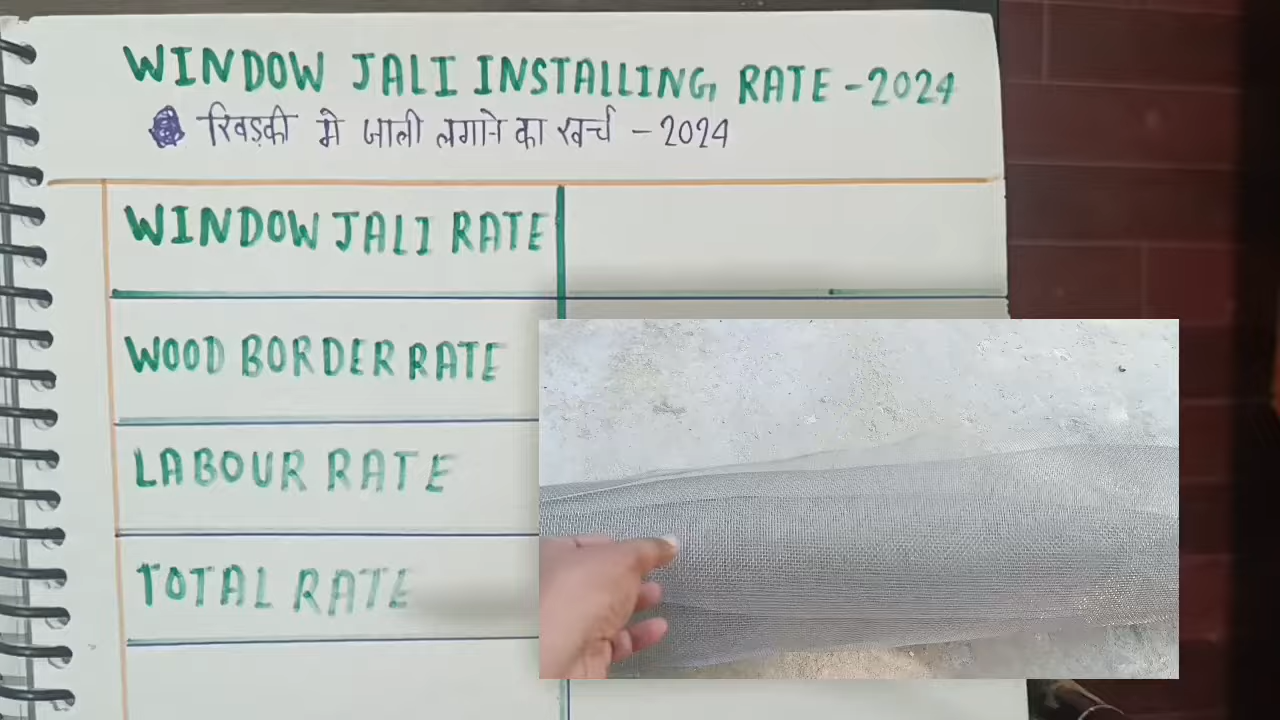 WINDOW JALI INSTALLING RATE - 2024
खिड़की मे जाली लगाने का खर्च - 2024
WINDOW JALI RATE
WOOD BORDER RATE
LABOUR RATE
TOTAL RATE